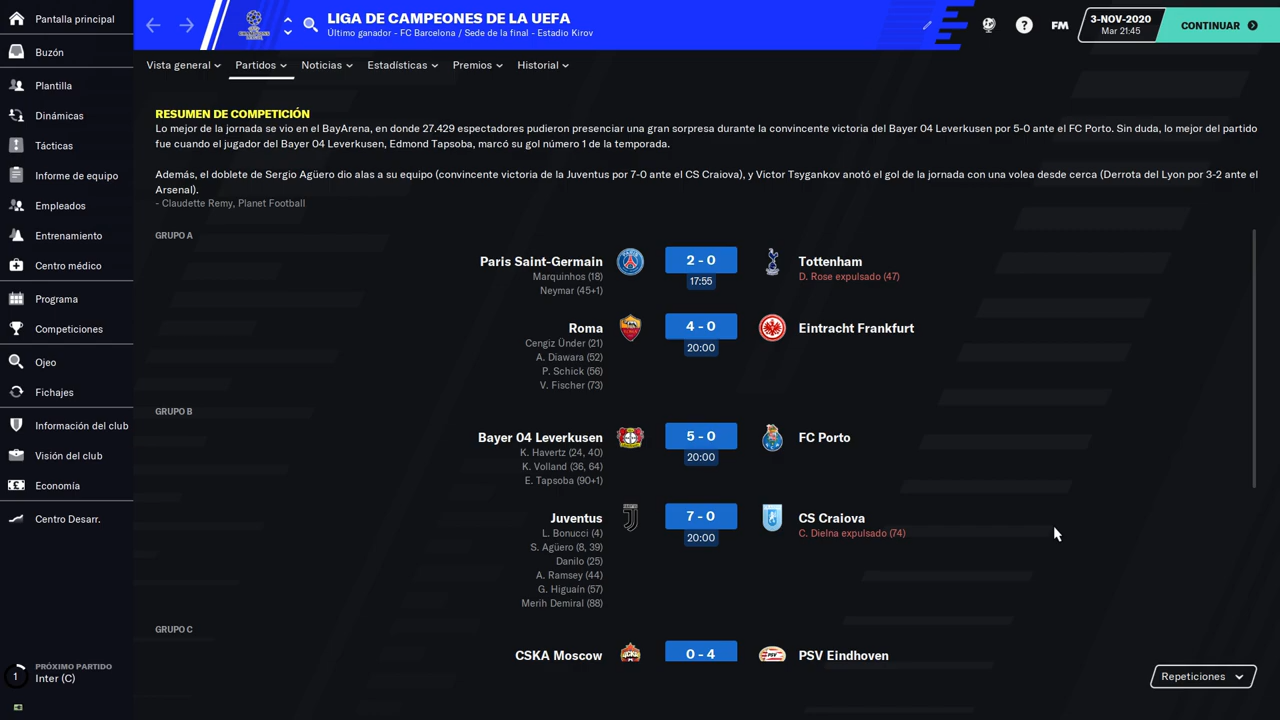 Pantalla principal
Buzón
Plantilla
Dinámicas
Tácticas
Informe de equipo
Empleados
Entrenamiento
Centro médico
Programa
Competiciones
Ojeo
Fichajes
Información del club
Visión del club
Economía
Centro Desarr.
1
PRÓXIMO PARTIDO
Inter (C)
LIGA DE CAMPEONES DE LA UEFA
Último ganador - FC Barcelona / Sede de la final - Estadio Kirov
?
FM
3-NOV-2020
Mar 21:45
CONTINUAR
Vista general
Partidos
Noticias
Estadísticas
Premios
Historial
RESUMEN DE COMPETICIÓN
Lo mejor de la jornada se vio en el BayArena, en donde 27.429 espectadores pudieron presenciar una gran sorpresa durante la convincente victoria del Bayer 04 Leverkusen por 5-0 ante el FC Porto. Sin duda, lo mejor del partido
fue cuando el jugador del Bayer 04 Leverkusen, Edmond Tapsoba, marcó su gol número 1 de la temporada.
Además, el doblete de Sergio Agüero dio alas a su equipo (convincente victoria de la Juventus por 7-0 ante el CS Craiova), y Victor Tsygankov anotó el gol de la jornada con una volea desde cerca (Derrota del Lyon por 3-2 ante el
Arsenal).
- Claudette Remy, Planet Football
GRUPO A
Paris Saint-Germain 2 - 0 Tottenham
Marquinhos (18) 17:55 D. Rose expulsado (47)
Neymar (45+1)
Roma 4 - 0 Eintracht Frankfurt
Cengiz Ünder (21) 20:00
A. Diawara (52)
P. Schick (56)
V. Fischer (73)
GRUPO B
Bayer 04 Leverkusen 5 - 0 FC Porto
K. Havertz (24, 40) 20:00
K. Volland (36, 64)
E. Tapsoba (90+1)
Juventus 7 - 0 CS Craiova
L. Bonucci (4) 20:00 C. Dielna expulsado (74)
S. Agüero (8, 39)
Danilo (25)
A. Ramsey (44)
G. Higuaín (57)
Merih Demiral (88)
GRUPO C
CSKA Moscow 0 - 4 PSV Eindhoven
Repeticiones